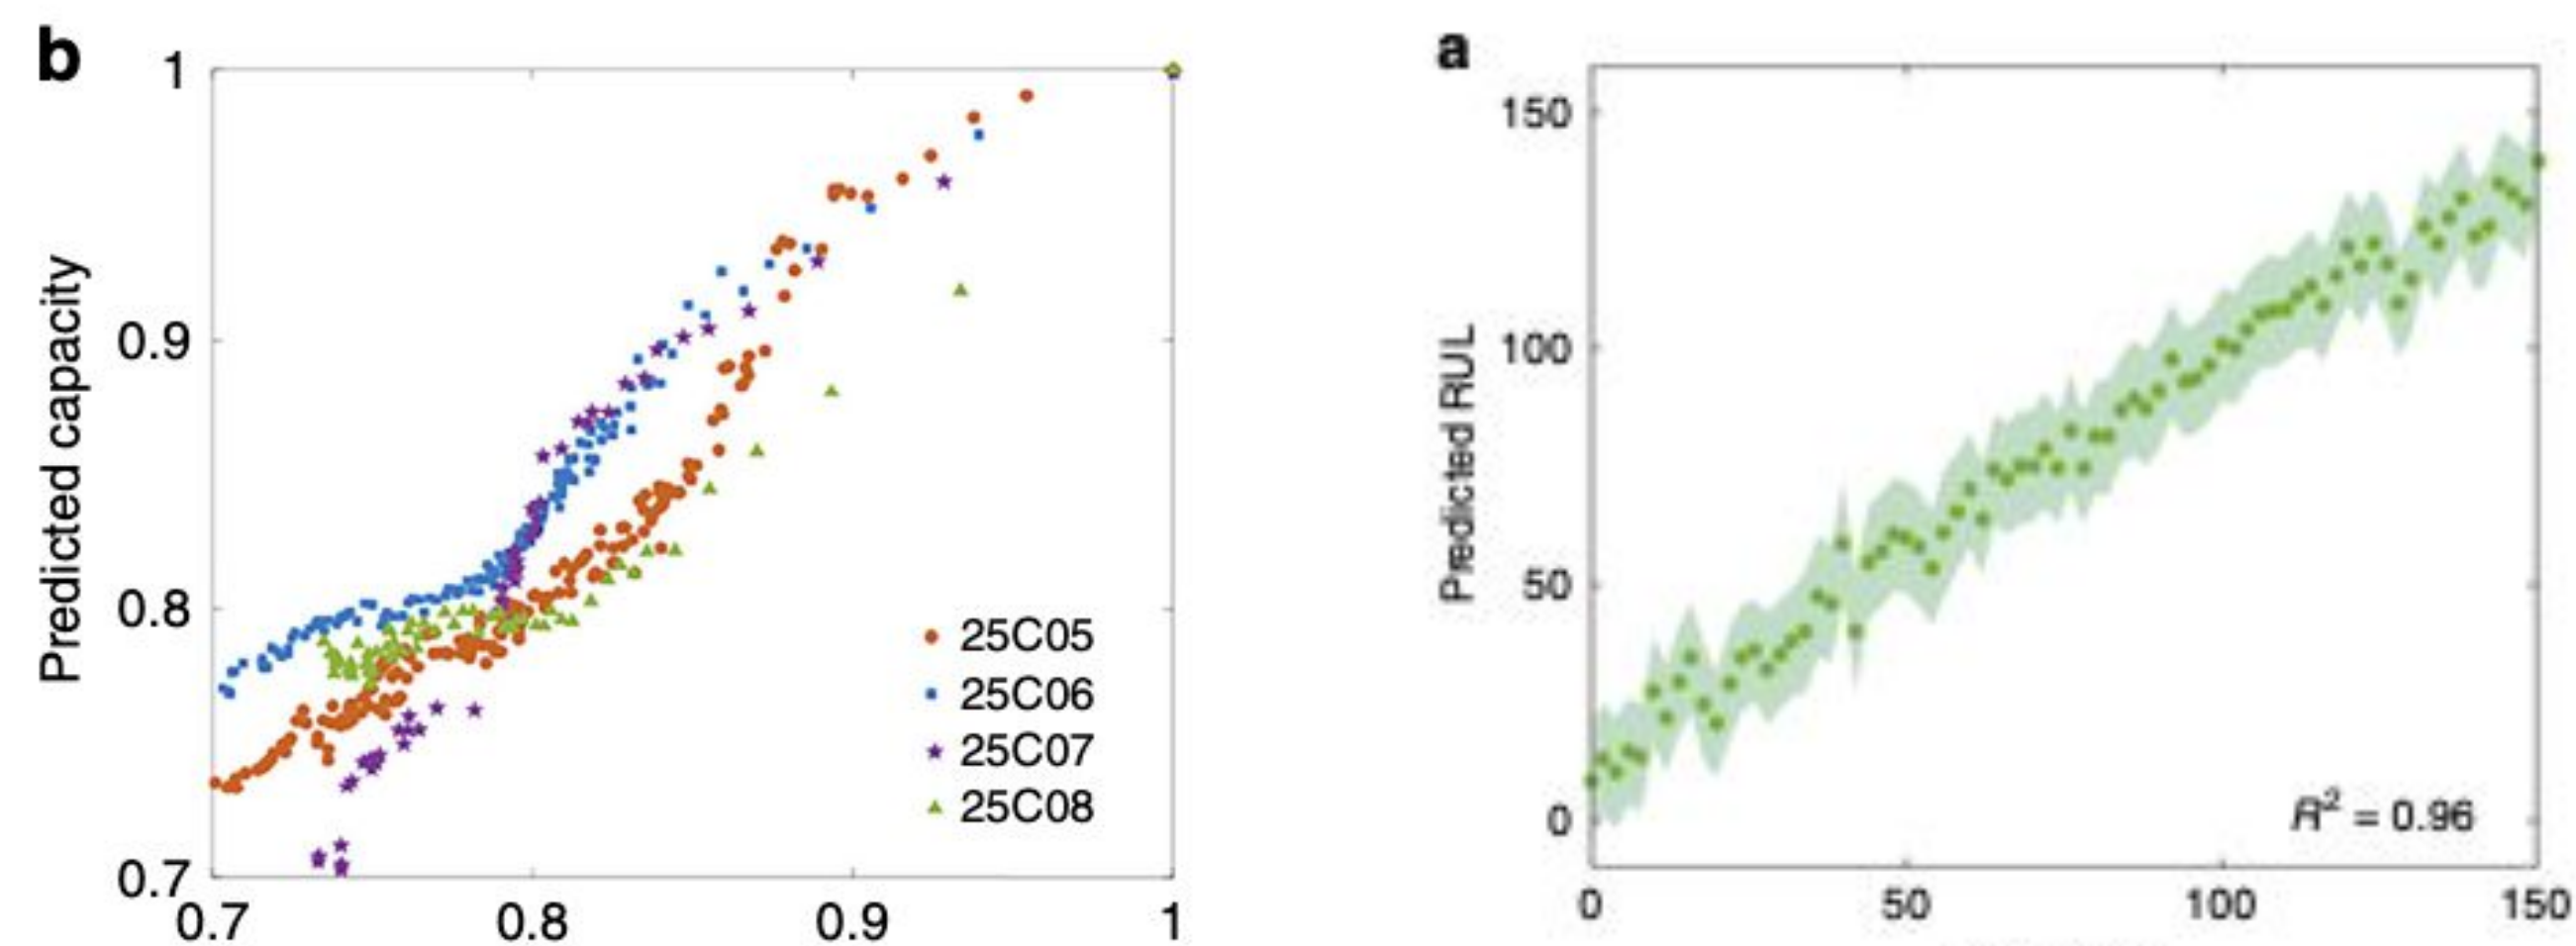 b
1
0.9
0.8
0.7
Predicted capacity
25C05
25C06
25C07
25C08
0.7 0.8 0.9 1
a
150
100
50
0
Predicted RUL
R² = 0.96
0 50 100 150